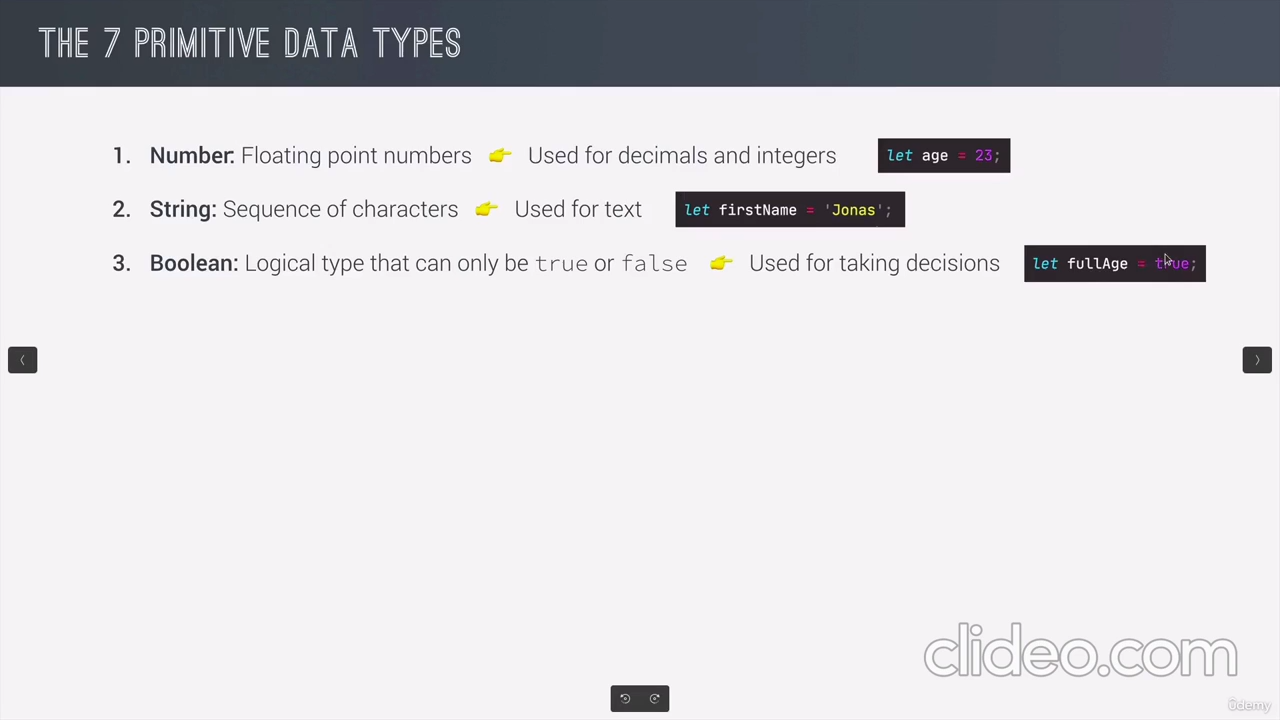 THE 7 PRIMITIVE DATA TYPES
1. Number: Floating point numbers 👉 Used for decimals and integers let age = 23;
2. String: Sequence of characters 👉 Used for text let firstName = 'Jonas';
3. Boolean: Logical type that can only be true or false 👉 Used for taking decisions let fullAge = true;
clideo.com
ûdemy